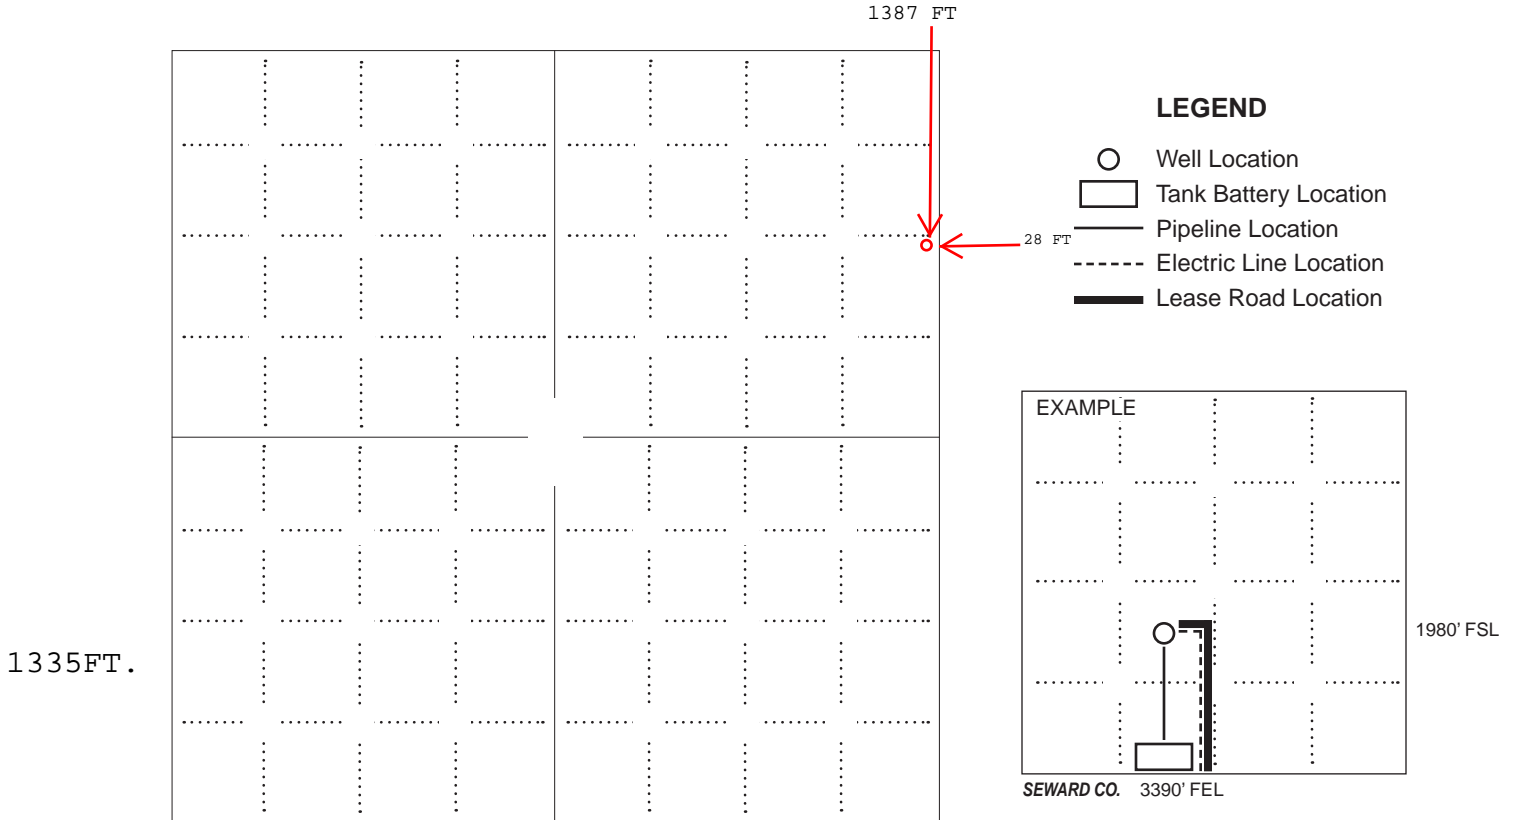 1387 FT
LEGEND
Well Location
Tank Battery Location
28 FT
Pipeline Location
Electric Line Location
Lease Road Location
EXAMPLE
1980’ FSL
1335FT.
SEWARD CO. 3390’ FEL